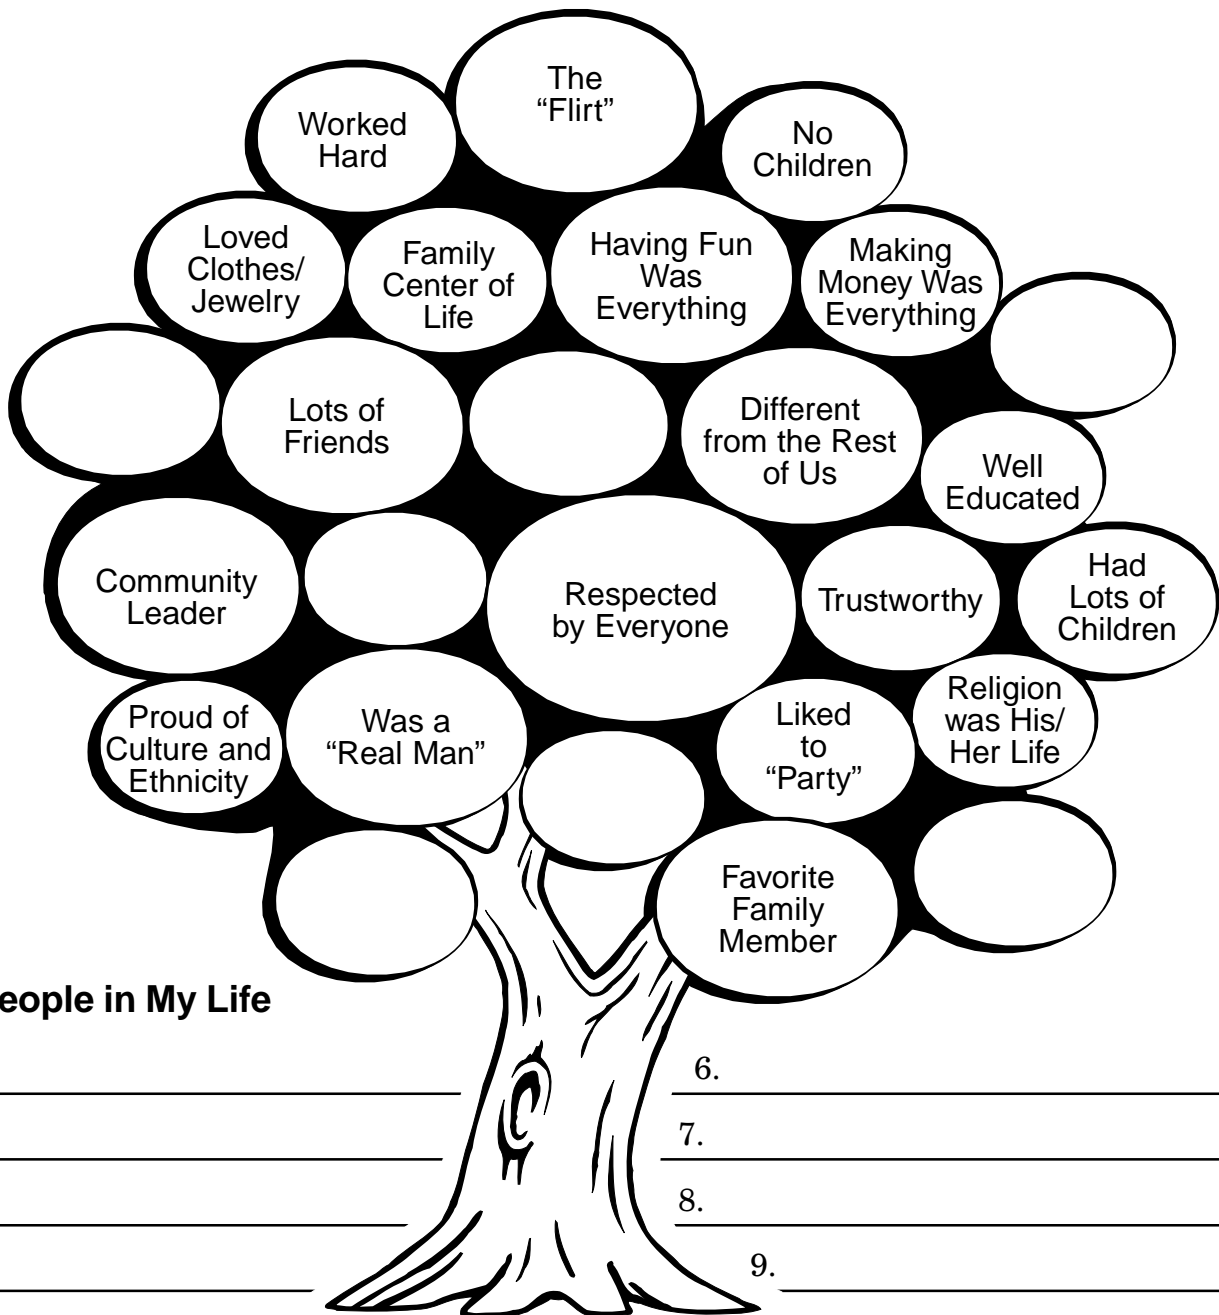 The
“Flirt”
Worked
Hard
No
Children
Loved
Clothes/
Jewelry
Family
Center of
Life
Having Fun
Was
Everything
Making
Money Was
Everything
Lots of
Friends
Different
from the Rest
of Us
Well
Educated
Community
Leader
Respected
by Everyone
Trustworthy
Had
Lots of
Children
Proud of
Culture and
Ethnicity
Was a
“Real Man”
Liked
to
“Party”
Religion
was His/
Her Life
Favorite
Family
Member
eople in My Life
6.
7.
8.
9.